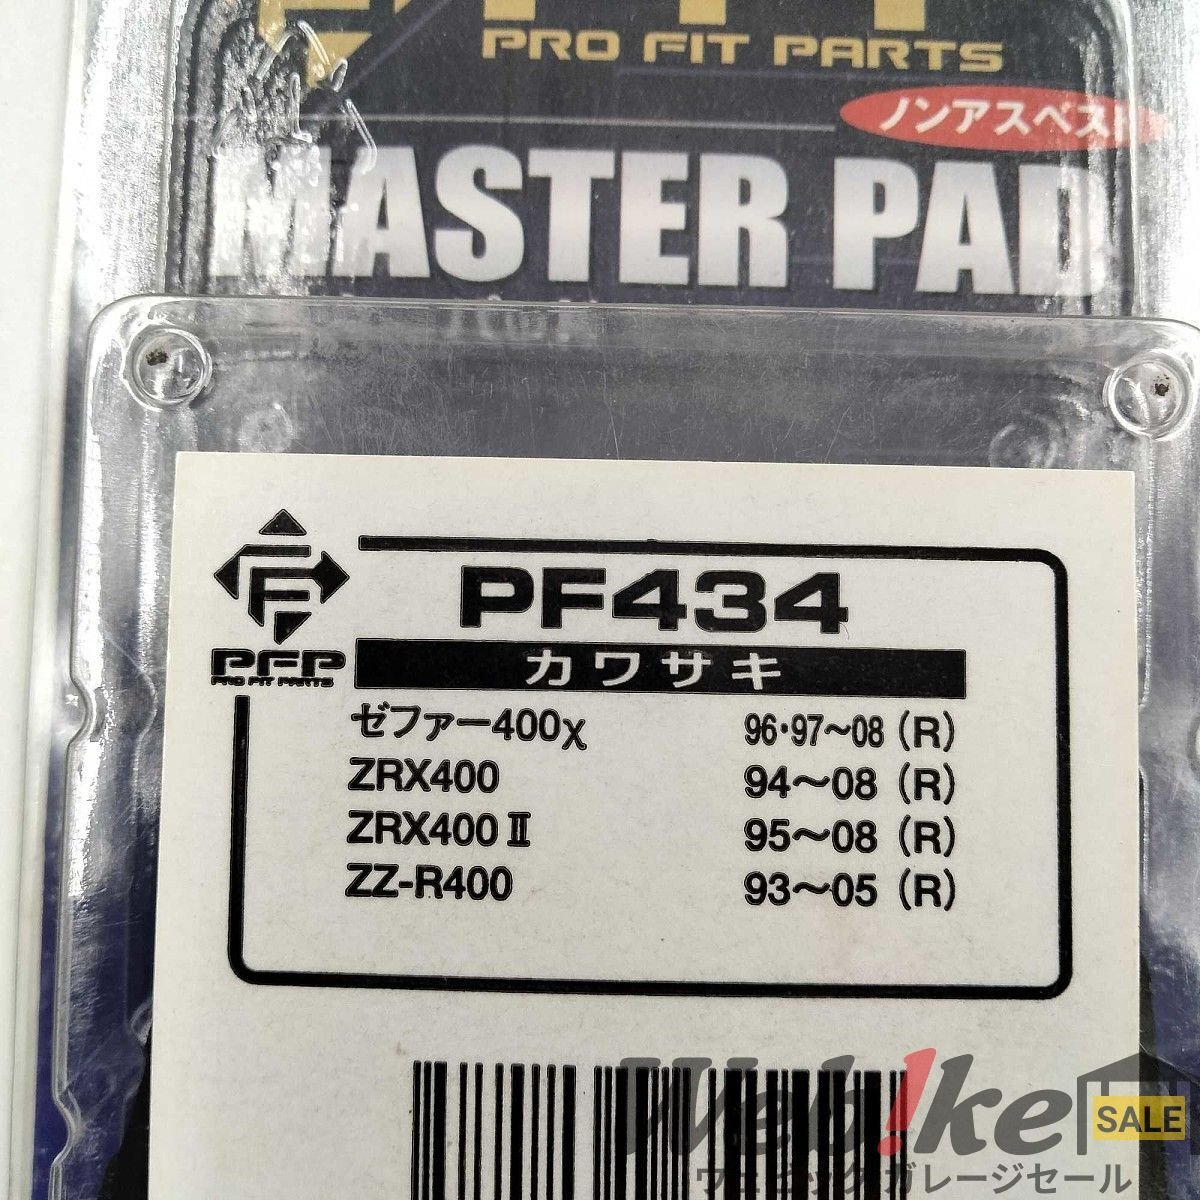 PRO FIT PARTS
ノンアスベスト
MASTER PAD
PF434
PFP
PRO FIT PARTS
カワサキ
ゼファー400χ 96・97〜08 (R)
ZRX400 94〜08 (R)
ZRX400Ⅱ 95〜08 (R)
ZZ-R400 93〜05 (R)
Web!ke
SALE
ウェビック ガレージセール